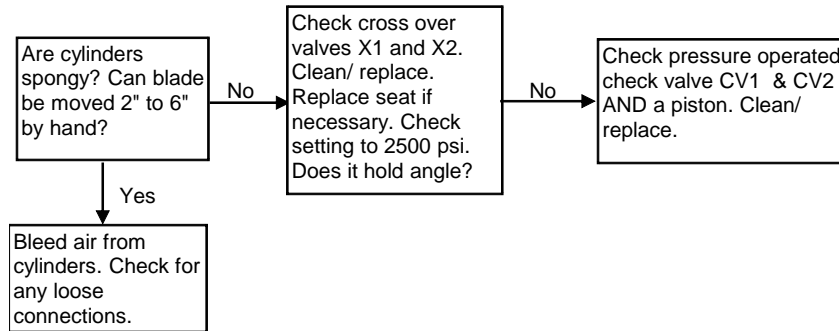 Are cylinders
spongy? Can blade
be moved 2" to 6"
by hand?
No
Check cross over
valves X1 and X2.
Clean/ replace.
Replace seat if
necessary. Check
setting to 2500 psi.
Does it hold angle?
No
Check pressure operated
check valve CV1 & CV2
AND a piston. Clean/
replace.
Yes
Bleed air from
cylinders. Check for
any loose
connections.